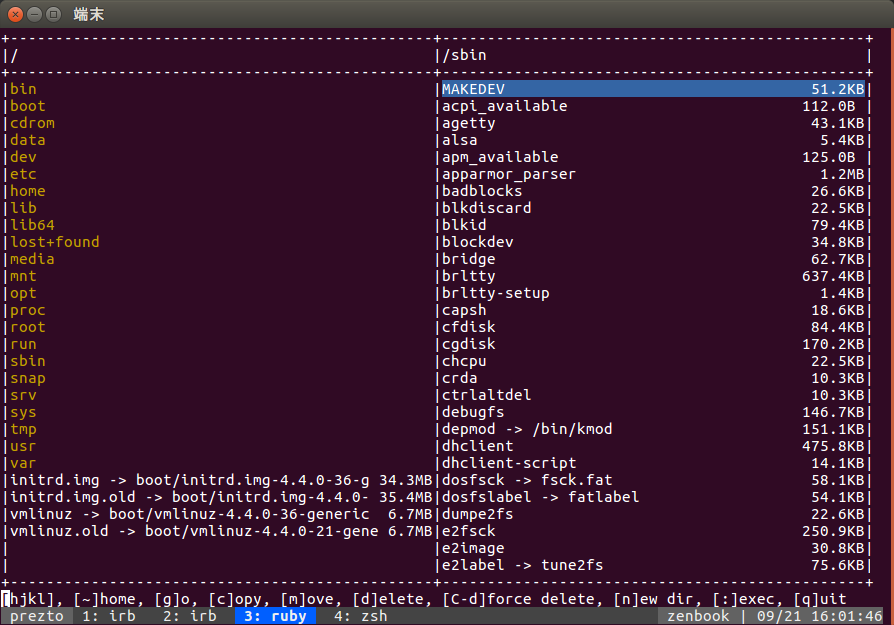 端末
+-----------------------------------------------+-----------------------------------------------+
|/ |/sbin |
+-----------------------------------------------+-----------------------------------------------+
|bin |MAKEDEV 51.2KB|
|boot |acpi_available 112.0B |
|cdrom |agetty 43.1KB|
|data |alsa 5.4KB|
|dev |apm_available 125.0B |
|etc |apparmor_parser 1.2MB|
|home |badblocks 26.6KB|
|lib |blkdiscard 22.5KB|
|lib64 |blkid 79.4KB|
|lost+found |blockdev 34.8KB|
|media |bridge 62.7KB|
|mnt |brltty 637.4KB|
|opt |brltty-setup 1.4KB|
|proc |capsh 18.6KB|
|root |cfdisk 84.4KB|
|run |cgdisk 170.2KB|
|sbin |chcpu 22.5KB|
|snap |crda 10.3KB|
|srv |ctrlaltdel 10.3KB|
|sys |debugfs 146.7KB|
|tmp |depmod -> /bin/kmod 151.1KB|
|usr |dhclient 475.8KB|
|var |dhclient-script 14.1KB|
|initrd.img -> boot/initrd.img-4.4.0-36-g 34.3MB|dosfsck -> fsck.fat 58.1KB|
|initrd.img.old -> boot/initrd.img-4.4.0- 35.4MB|dosfslabel -> fatlabel 54.1KB|
|vmlinuz -> boot/vmlinuz-4.4.0-36-generic 6.7MB|dumpe2fs 22.6KB|
|vmlinuz.old -> boot/vmlinuz-4.4.0-21-gene 6.7MB|e2fsck 250.9KB|
| |e2image 30.8KB|
| |e2label -> tune2fs 75.6KB|
+-----------------------------------------------+-----------------------------------------------+
[hjkl], [~]home, [g]o, [c]opy, [m]ove, [d]elete, [C-d]force delete, [n]ew dir, [:]exec, [q]uit
prezto 1: irb 2: irb 3: ruby 4: zsh zenbook | 09/21 16:01:46